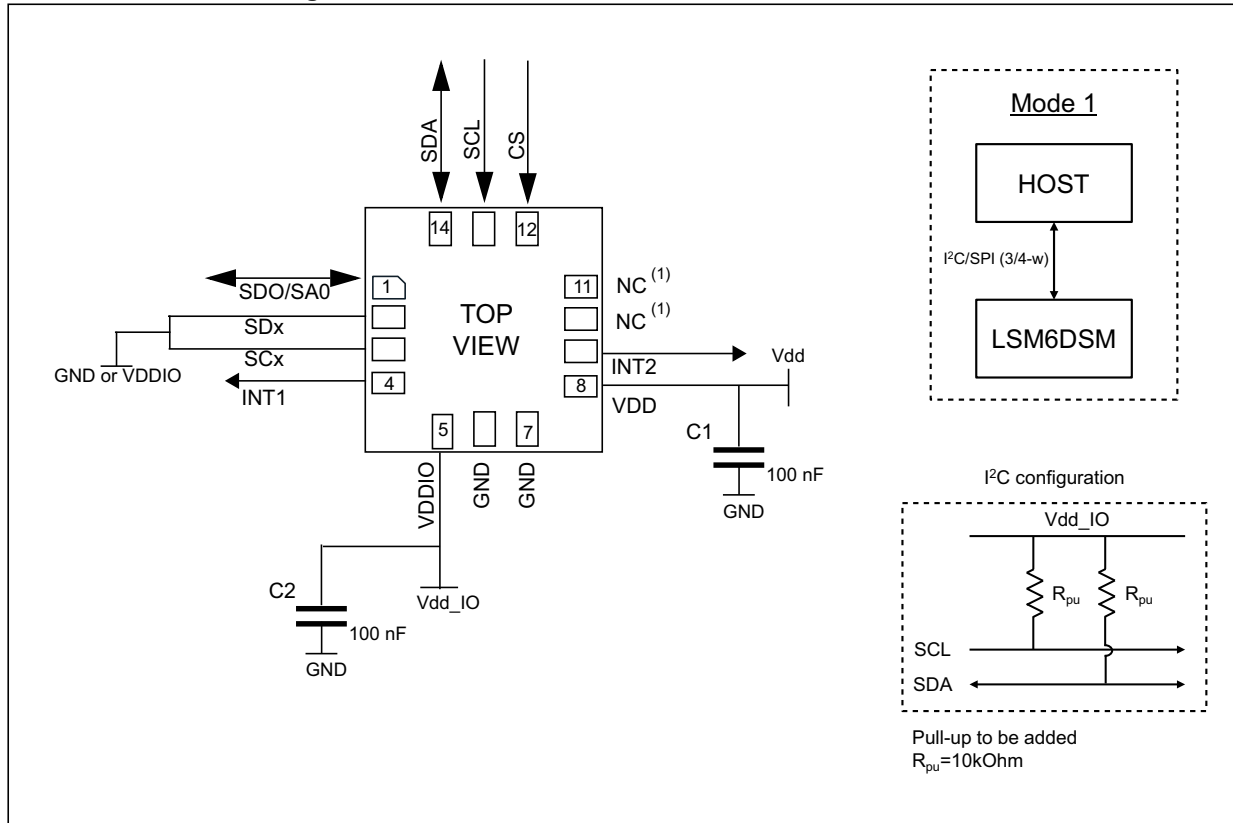 SDA
SCL
CS
14
12
1
11
NC (1)
NC (1)
SDO/SA0
SDx
SCx
GND or VDDIO
INT1
4
TOP
VIEW
INT2
8
VDD
Vdd
5
7
VDDIO
GND
GND
C1
100 nF
GND
C2
100 nF
GND
Vdd_IO
Mode 1
HOST
I²C/SPI (3/4-w)
LSM6DSM
I²C configuration
Vdd_IO
Rpu
Rpu
SCL
SDA
Pull-up to be added
Rpu=10kOhm